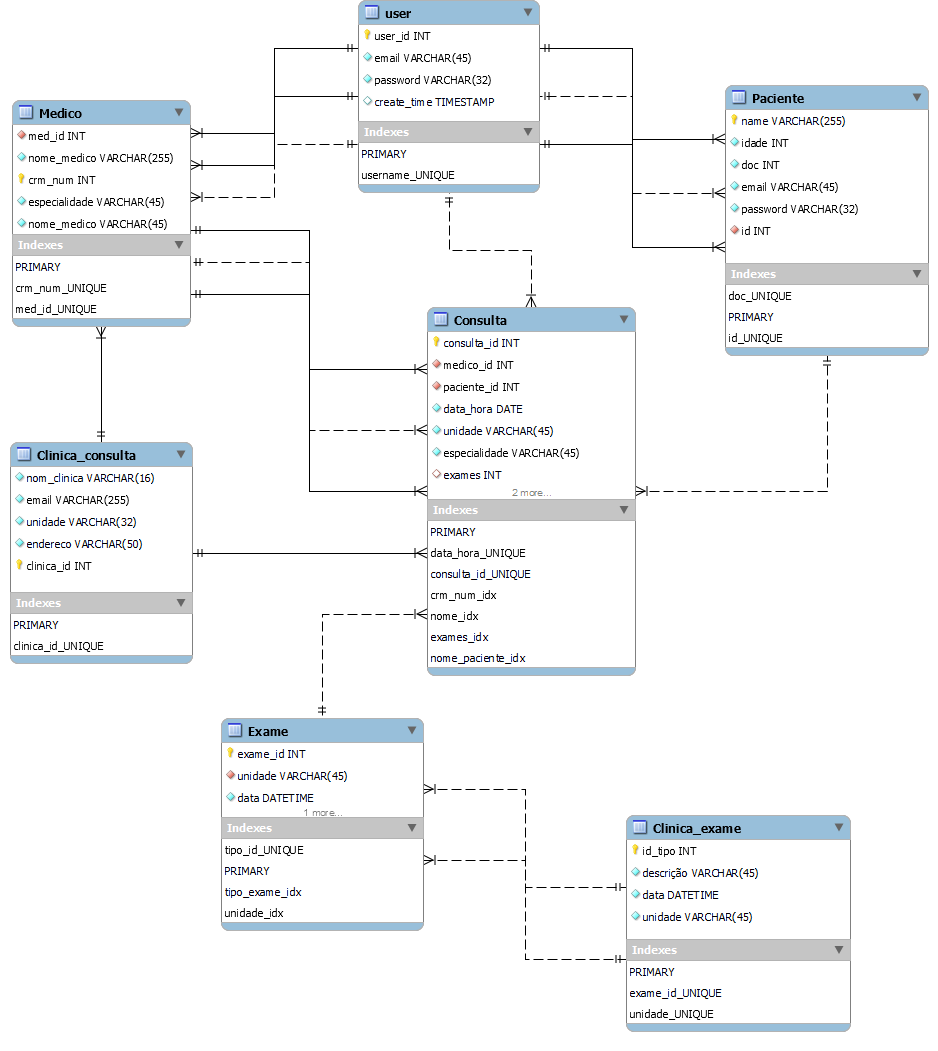 user
user_id INT
email VARCHAR(45)
password VARCHAR(32)
create_time TIMESTAMP
Indexes
PRIMARY
username_UNIQUE
Medico
med_id INT
nome_medico VARCHAR(255)
crm_num INT
especialidade VARCHAR(45)
nome_medico VARCHAR(45)
Indexes
PRIMARY
crm_num_UNIQUE
med_id_UNIQUE
Paciente
name VARCHAR(255)
idade INT
doc INT
email VARCHAR(45)
password VARCHAR(32)
id INT
Indexes
doc_UNIQUE
PRIMARY
id_UNIQUE
Consulta
consulta_id INT
medico_id INT
paciente_id INT
data_hora DATE
unidade VARCHAR(45)
especialidade VARCHAR(45)
exames INT
2 more...
Indexes
PRIMARY
data_hora_UNIQUE
consulta_id_UNIQUE
crm_num_idx
nome_idx
exames_idx
nome_paciente_idx
Clinica_consulta
nom_clinica VARCHAR(16)
email VARCHAR(255)
unidade VARCHAR(32)
endereco VARCHAR(50)
clinica_id INT
Indexes
PRIMARY
clinica_id_UNIQUE
Exame
exame_id INT
unidade VARCHAR(45)
data DATETIME
1 more...
Indexes
tipo_id_UNIQUE
PRIMARY
tipo_exame_idx
unidade_idx
Clinica_exame
id_tipo INT
descrição VARCHAR(45)
data DATETIME
unidade VARCHAR(45)
Indexes
PRIMARY
exame_id_UNIQUE
unidade_UNIQUE